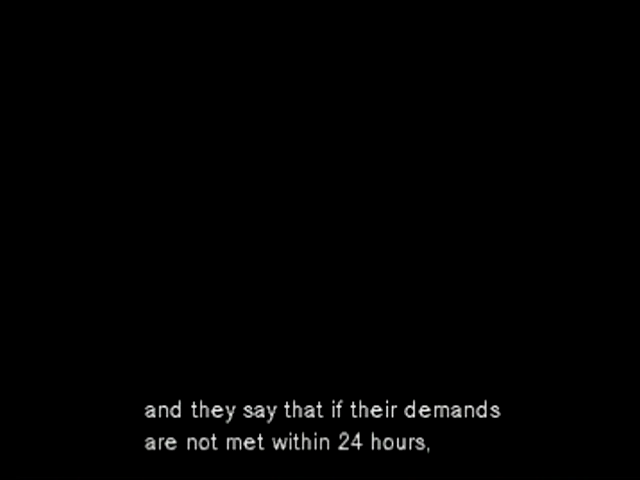 and they say that if their demands
are not met within 24 hours,